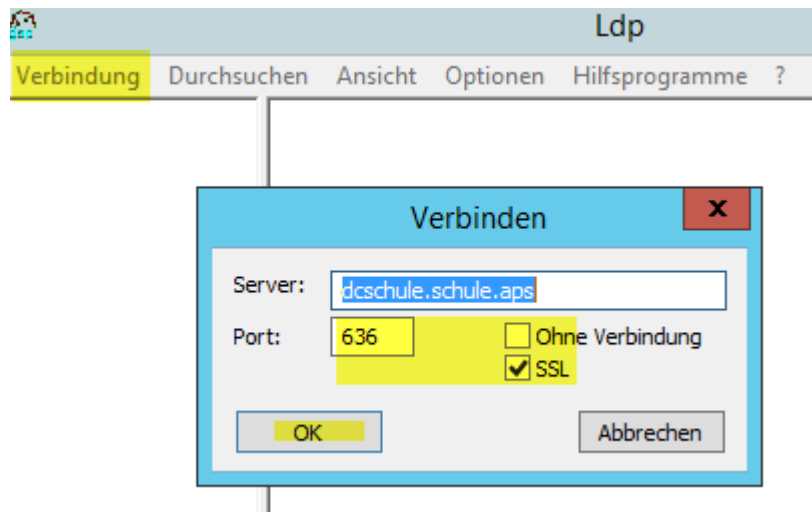 Ldp
Verbindung Durchsuchen Ansicht Optionen Hilfsprogramme ?
Verbinden
x
Server: dcschule.schule.aps
Port: 636 Ohne Verbindung
SSL
OK Abbrechen